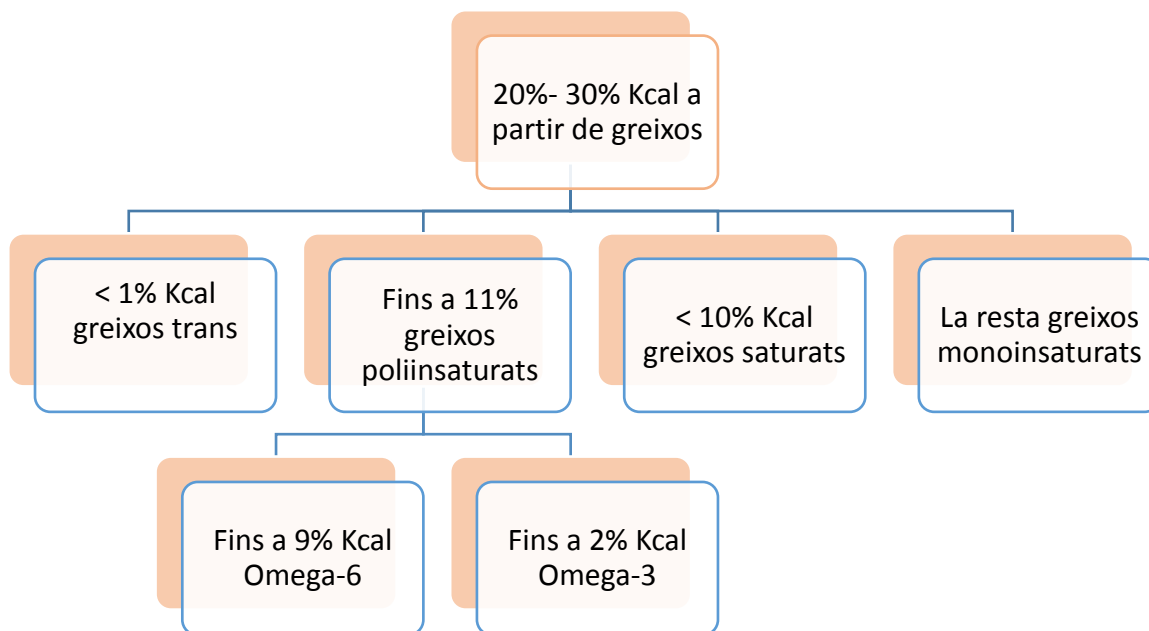 20%- 30% Kcal a
partir de greixos
< 1% Kcal
greixos trans
Fins a 11%
greixos
poliinsaturats
< 10% Kcal
greixos saturats
La resta greixos
monoinsaturats
Fins a 9% Kcal
Omega-6
Fins a 2% Kcal
Omega-3